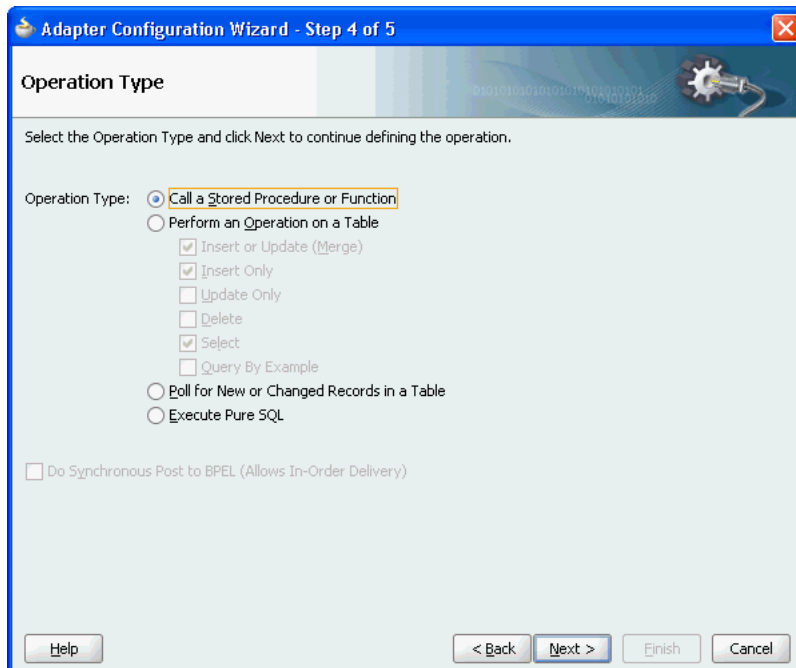 Adapter Configuration Wizard - Step 4 of 5
Operation Type
01010101010101010101010101
01010101010
Select the Operation Type and click Next to continue defining the operation.
Operation Type: Call a Stored Procedure or Function
Perform an Operation on a Table
Insert or Update (Merge)
Insert Only
Update Only
Delete
Select
Query By Example
Poll for New or Changed Records in a Table
Execute Pure SQL
Do Synchronous Post to BPEL (Allows In-Order Delivery)
Help < Back Next > Finish Cancel